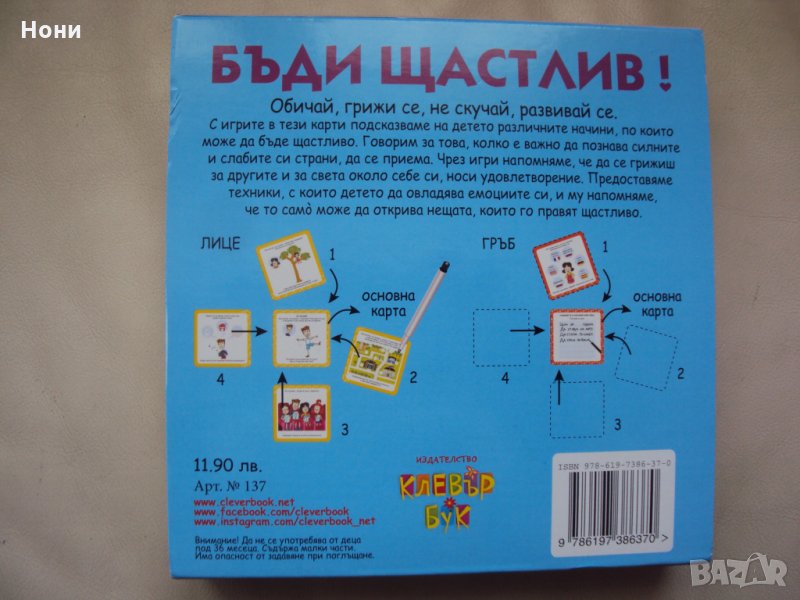 Нони
БЪДИ ЩАСТЛИВ!
Обичай, грижи се, не скучай, развивай се.
С игрите в тези карти подсказваме на детето различните начини, по които
може да бъде щастливо. Говорим за това, колко е важно да познава силните
и слабите си страни, да се приема. Чрез игри напомняме, че да се грижиш
за другите и за света около себе си, носи удовлетворение. Предоставяме
техники, с които детето да овладява емоциите си, и му напомняме,
че то само̀ може да открива нещата, които го правят щастливо.
ЛИЦЕ
1
основна
карта
4
2
3
ГРЪБ
1
основна
карта
4
2
3
11.90 лв.
Арт. № 137
www.cleverbook.net
www.facebook.com/cleverbook
www.instagram.com/cleverbook_net
Внимание! Да не се употребява от деца
под 36 месеца. Съдържа малки части.
Има опасност от задавяне при поглъщане.
ИЗДАТЕЛСТВО
КЛЕВЪР
БУК
ISBN 978-619-7386-37-0
9 786197 386370 >
BAZAR